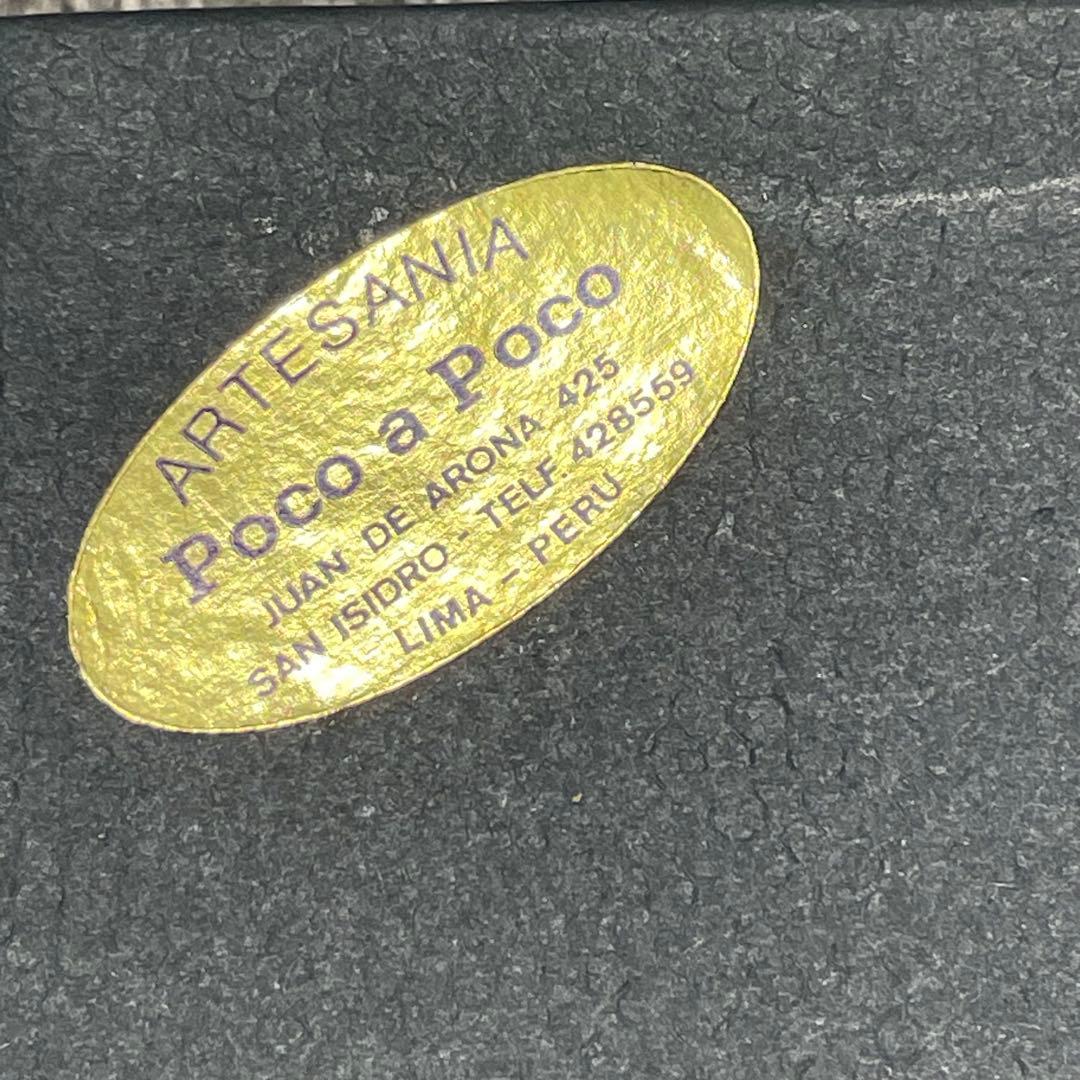 ARTESANIA
Poco a Poco
JUAN DE ARONA 425
SAN ISIDRO - TELF. 428559
LIMA - PERU